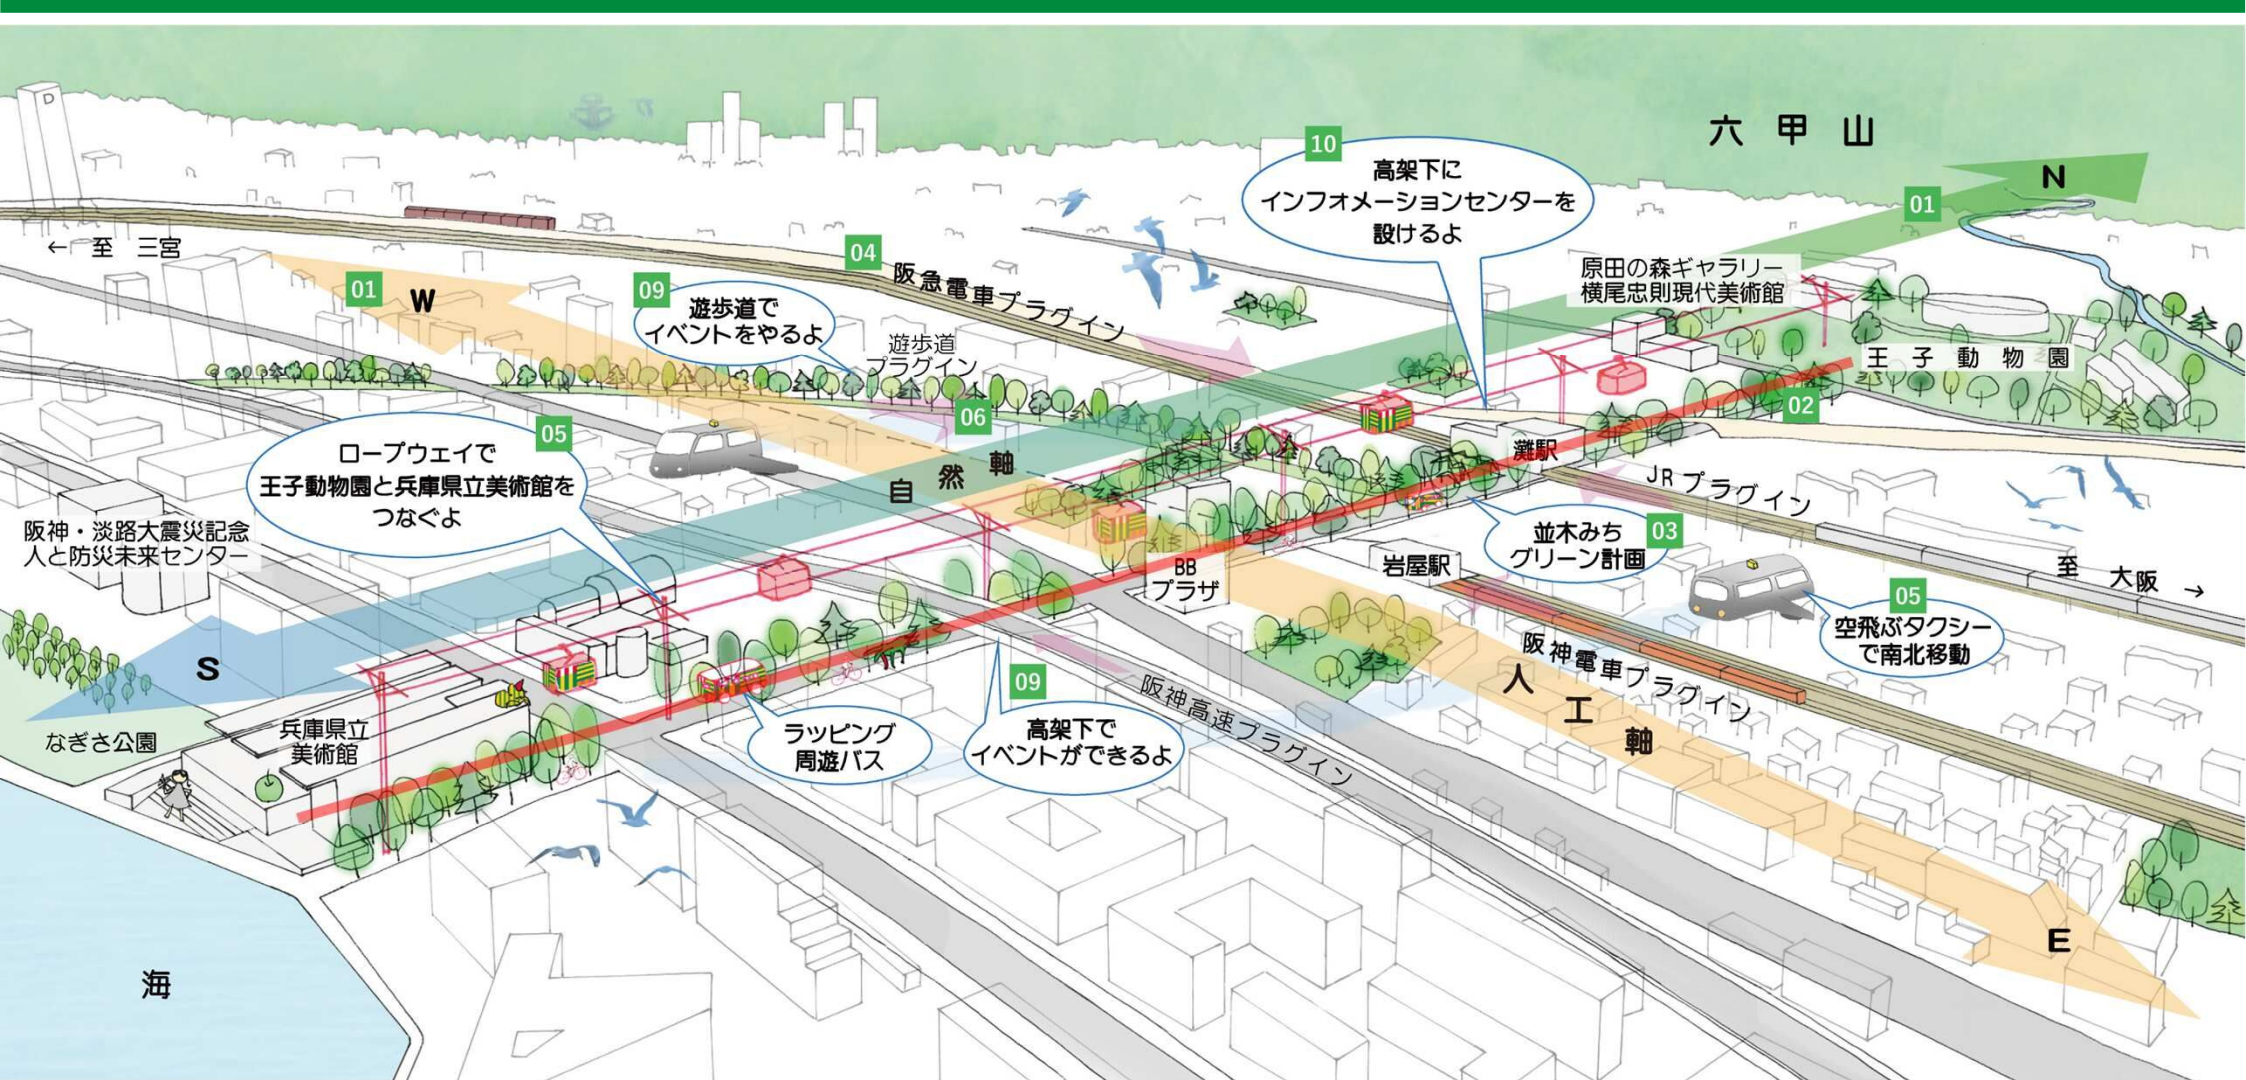 D
六甲山
N
01
10
高架下に
インフォメーションセンターを
設けるよ
← 至 三宮
04
阪急電車プラグイン
原田の森ギャラリー
横尾忠則現代美術館
01
W
09
遊歩道で
イベントをやるよ
遊歩道
プラグイン
王子動物園
02
06
05
ロープウェイで
王子動物園と兵庫県立美術館を
つなぐよ
自然軸
灘駅
JRプラグイン
阪神・淡路大震災記念
人と防災未来センター
並木みち
グリーン計画
03
岩屋駅
BB
プラザ
至 大阪 →
05
空飛ぶタクシー
で南北移動
S
阪神電車プラグイン
人工軸
09
高架下で
イベントができるよ
阪神高速プラグイン
ラッピング
周遊バス
なぎさ公園
兵庫県立
美術館
E
海